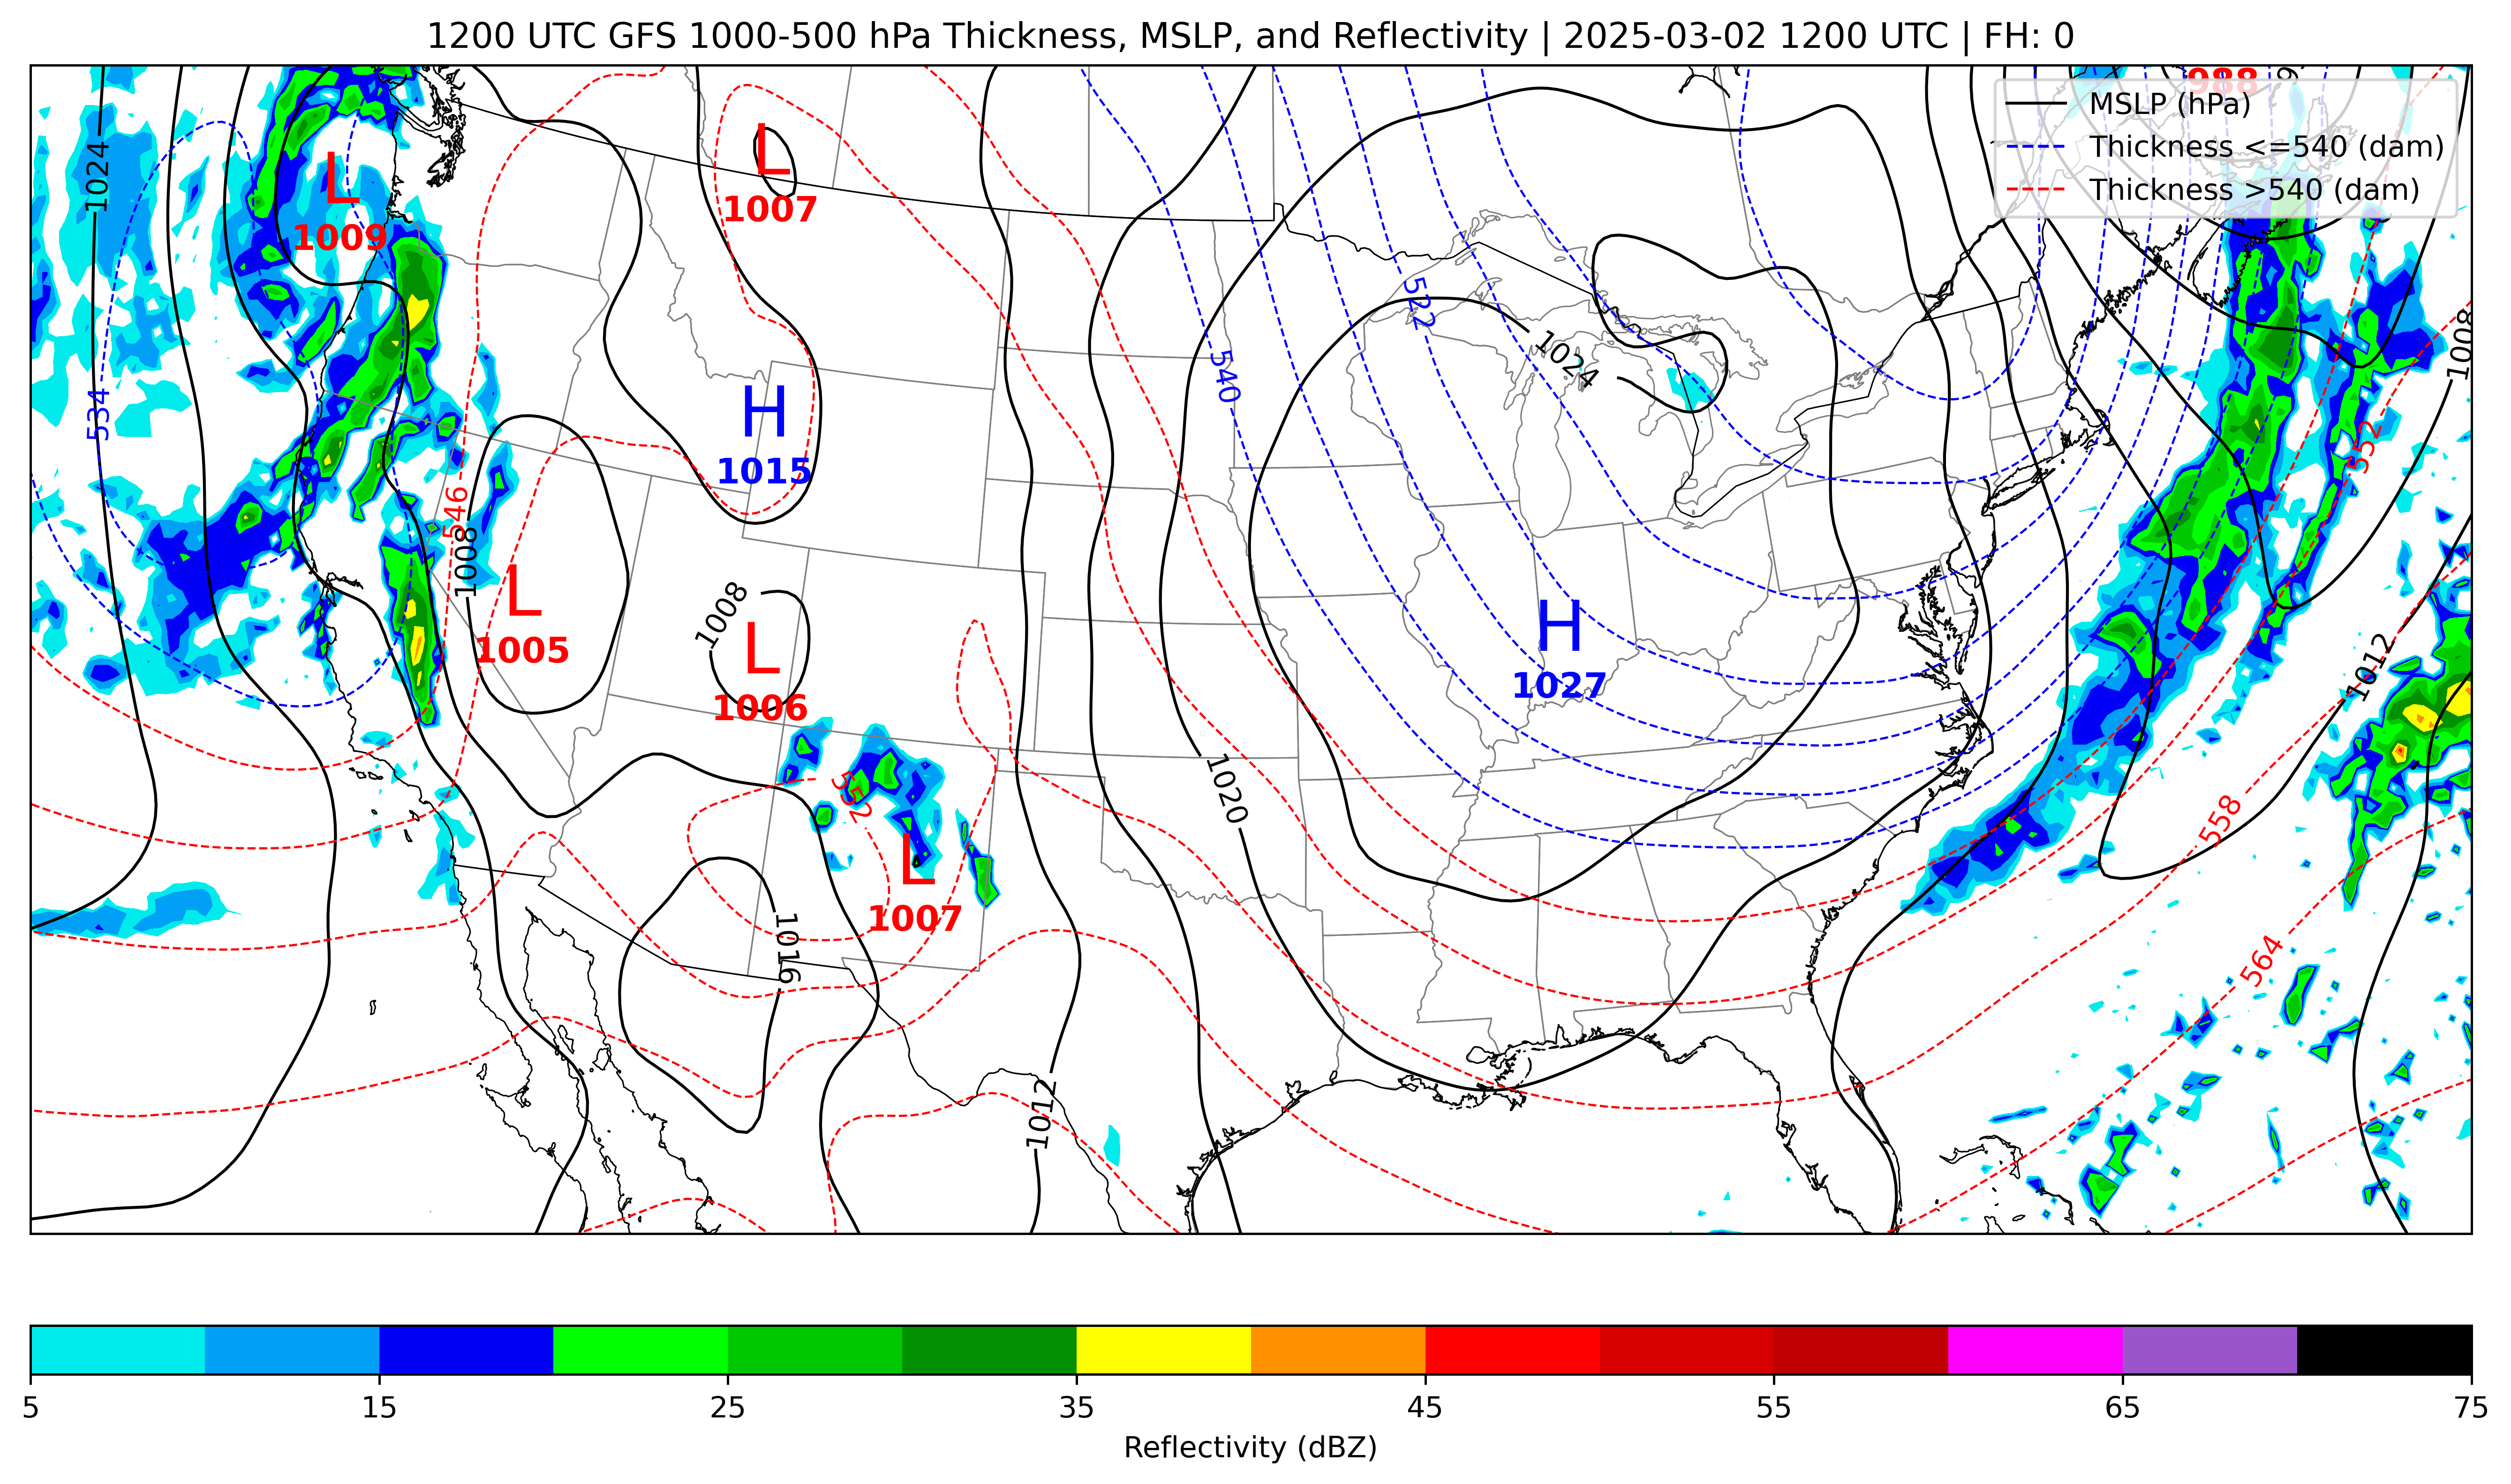 1200 UTC GFS 1000-500 hPa Thickness, MSLP, and Reflectivity | 2025-03-02 1200 UTC | FH: 0
988
MSLP (hPa)
Thickness <=540 (dam)
Thickness >540 (dam)
1024
L
1009
L
1007
522
540
1024
1008
534
H
1015
552
546
1008
L
1005
1008
L
1006
H
1027
1012
552
1020
558
L
1007
1016
564
1012
5
15
25
35
45
55
65
75
Reflectivity (dBZ)